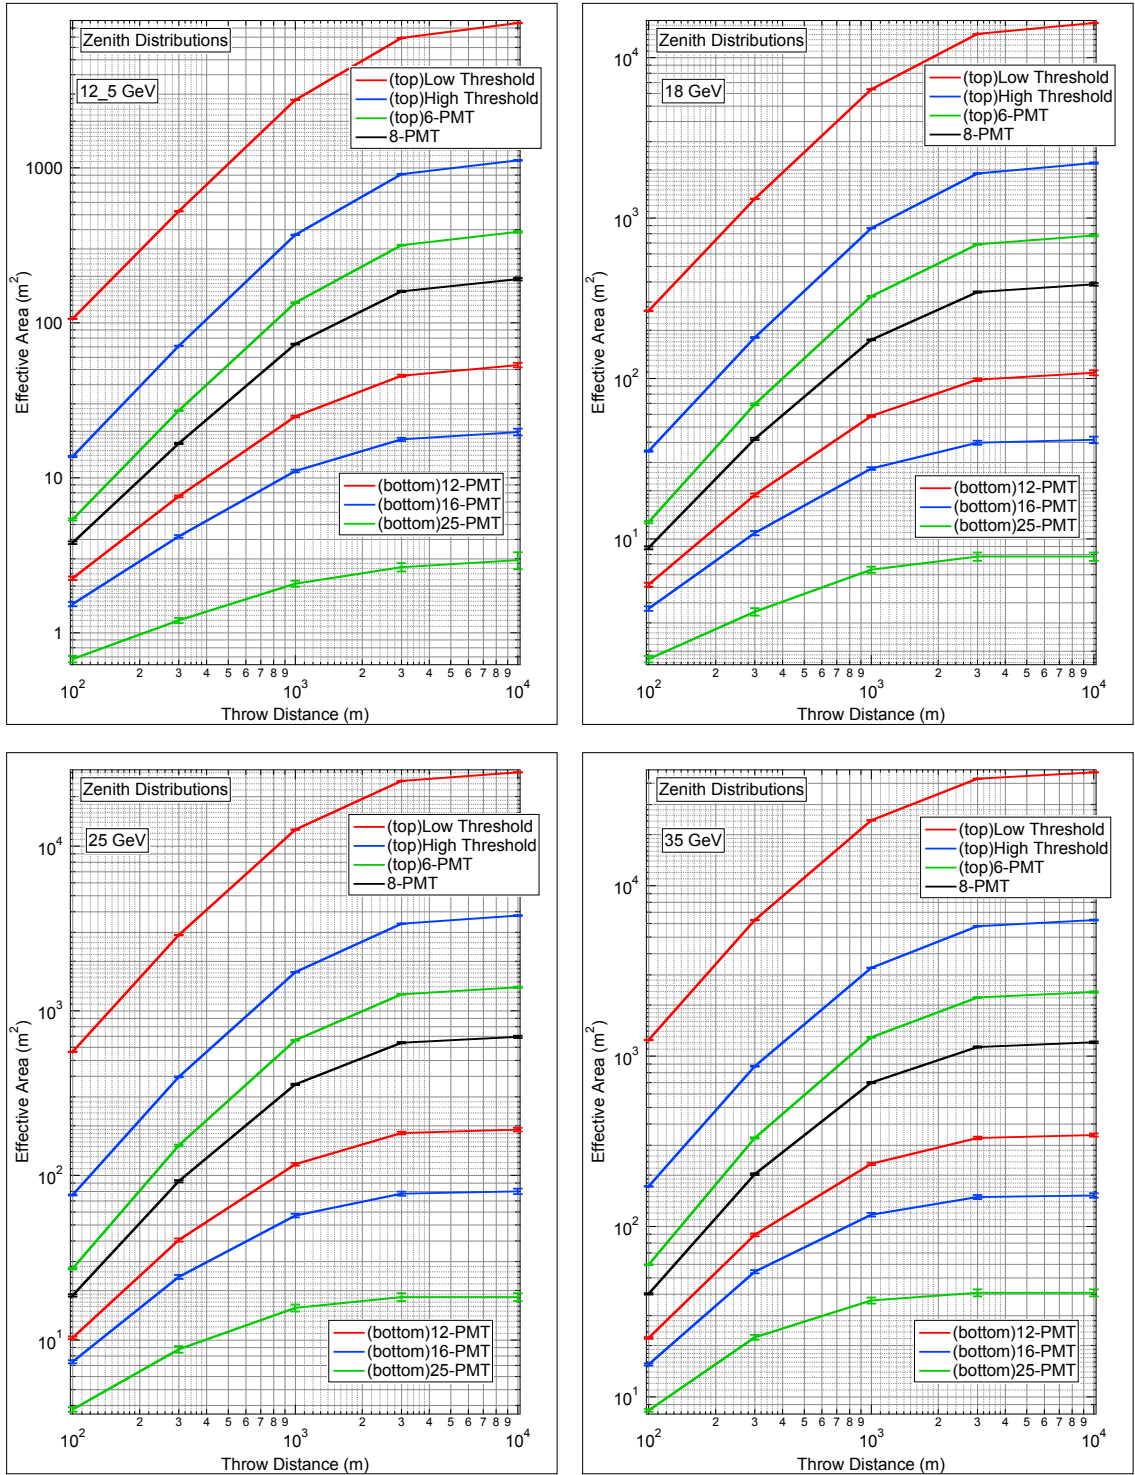 Zenith Distributions
12_5 GeV
(top)Low Threshold
(top)High Threshold
(top)6-PMT
8-PMT
1000
100
10
1
Effective Area (m²)
(bottom)12-PMT
(bottom)16-PMT
(bottom)25-PMT
10² 2 3 4 5 6 7 8 9 10³ 2 3 4 5 6 7 8 9 10⁴
Throw Distance (m)
Zenith Distributions
18 GeV
(top)Low Threshold
(top)High Threshold
(top)6-PMT
8-PMT
10⁴
10³
10²
10¹
Effective Area (m²)
(bottom)12-PMT
(bottom)16-PMT
(bottom)25-PMT
10² 2 3 4 5 6 7 8 9 10³ 2 3 4 5 6 7 8 9 10⁴
Throw Distance (m)
Zenith Distributions
25 GeV
(top)Low Threshold
(top)High Threshold
(top)6-PMT
8-PMT
10⁴
10³
10²
10¹
Effective Area (m²)
(bottom)12-PMT
(bottom)16-PMT
(bottom)25-PMT
10² 2 3 4 5 6 7 8 9 10³ 2 3 4 5 6 7 8 9 10⁴
Throw Distance (m)
Zenith Distributions
35 GeV
(top)Low Threshold
(top)High Threshold
(top)6-PMT
8-PMT
10⁴
10³
10²
10¹
Effective Area (m²)
(bottom)12-PMT
(bottom)16-PMT
(bottom)25-PMT
10² 2 3 4 5 6 7 8 9 10³ 2 3 4 5 6 7 8 9 10⁴
Throw Distance (m)